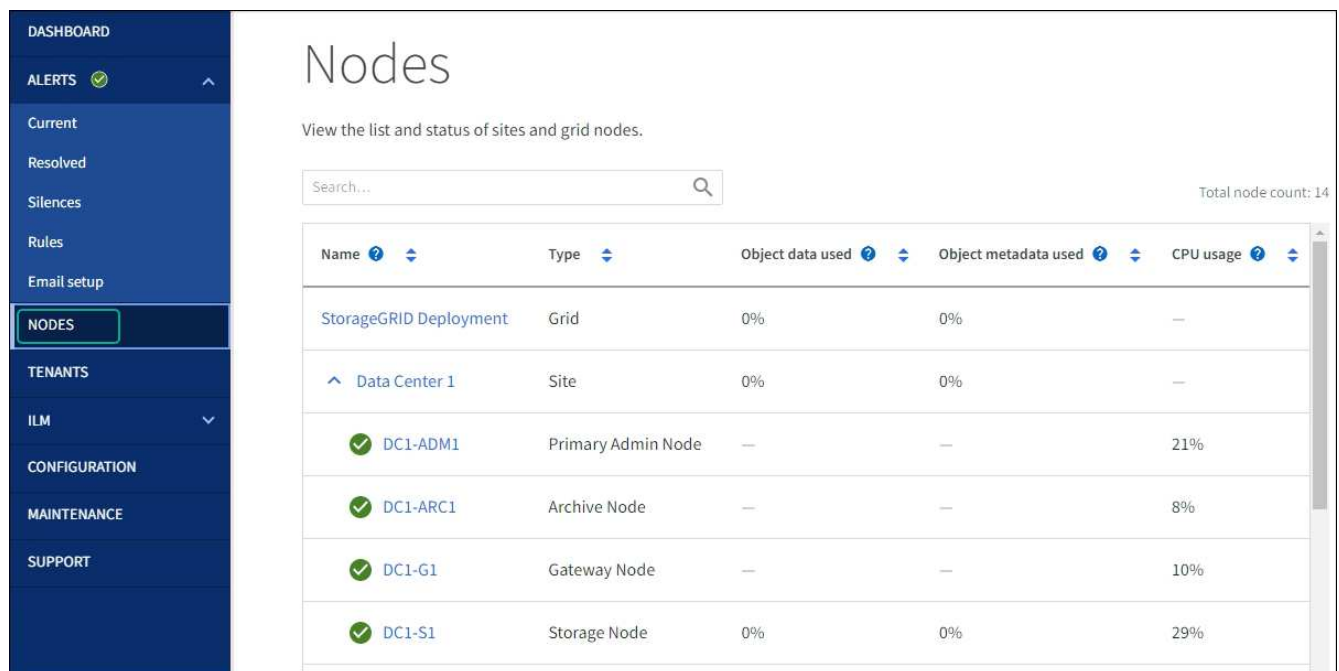 DASHBOARD
ALERTS
Current
Resolved
Silences
Rules
Email setup
NODES
TENANTS
ILM
CONFIGURATION
MAINTENANCE
SUPPORT
Nodes
View the list and status of sites and grid nodes.
Search...
Total node count: 14
Name ? Type Object data used ? Object metadata used ? CPU usage ?
StorageGRID Deployment Grid 0% 0% —
Data Center 1 Site 0% 0% —
DC1-ADM1 Primary Admin Node — — 21%
DC1-ARC1 Archive Node — — 8%
DC1-G1 Gateway Node — — 10%
DC1-S1 Storage Node 0% 0% 29%